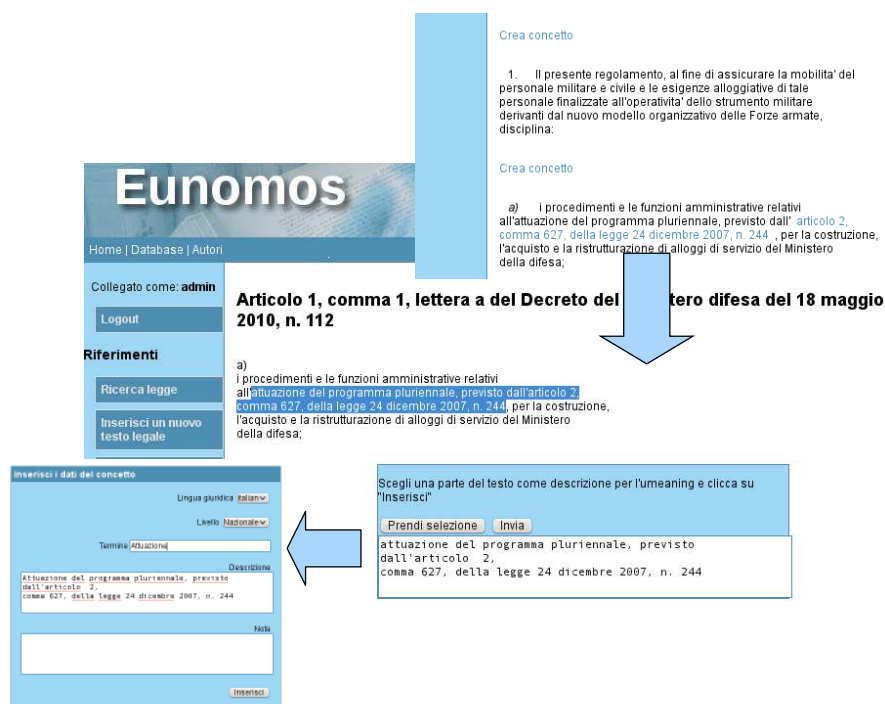 Crea concetto
1. Il presente regolamento, al fine di assicurare la mobilita' del
personale militare e civile e le esigenze alloggiative di tale
personale finalizzate all'operativita' dello strumento militare
derivanti dal nuovo modello organizzativo delle Forze armate,
disciplina:
Crea concetto
a) i procedimenti e le funzioni amministrative relativi
all'attuazione del programma pluriennale, previsto dall' articolo 2,
comma 627, della legge 24 dicembre 2007, n. 244 , per la costruzione,
l'acquisto e la ristrutturazione di alloggi di servizio del Ministero
della difesa;
Eunomos
Home | Database | Autori
Collegato come: admin
Logout
Riferimenti
Ricerca legge
Inserisci un nuovo
testo legale
Articolo 1, comma 1, lettera a del Decreto del tero difesa del 18 maggio
2010, n. 112
a)
i procedimenti e le funzioni amministrative relativi
all'attuazione del programma pluriennale, previsto dall'articolo 2,
comma 627, della legge 24 dicembre 2007, n. 244, per la costruzione,
l'acquisto e la ristrutturazione di alloggi di servizio del Ministero
della difesa;
Scegli una parte del testo come descrizione per l'umeaning e clicca su
"Inserisci"
Prendi selezione Invia
attuazione del programma pluriennale, previsto
dall'articolo 2,
comma 627, della legge 24 dicembre 2007, n. 244
Inserisci i dati del concetto
Lingua giuridica italian
Livello Nazionale
Termine Attuazione
Descrizione
Attuazione del programma pluriennale, previsto
dall'articolo 2,
comma 627, della legge 24 dicembre 2007, n. 244
Note
Inserisci